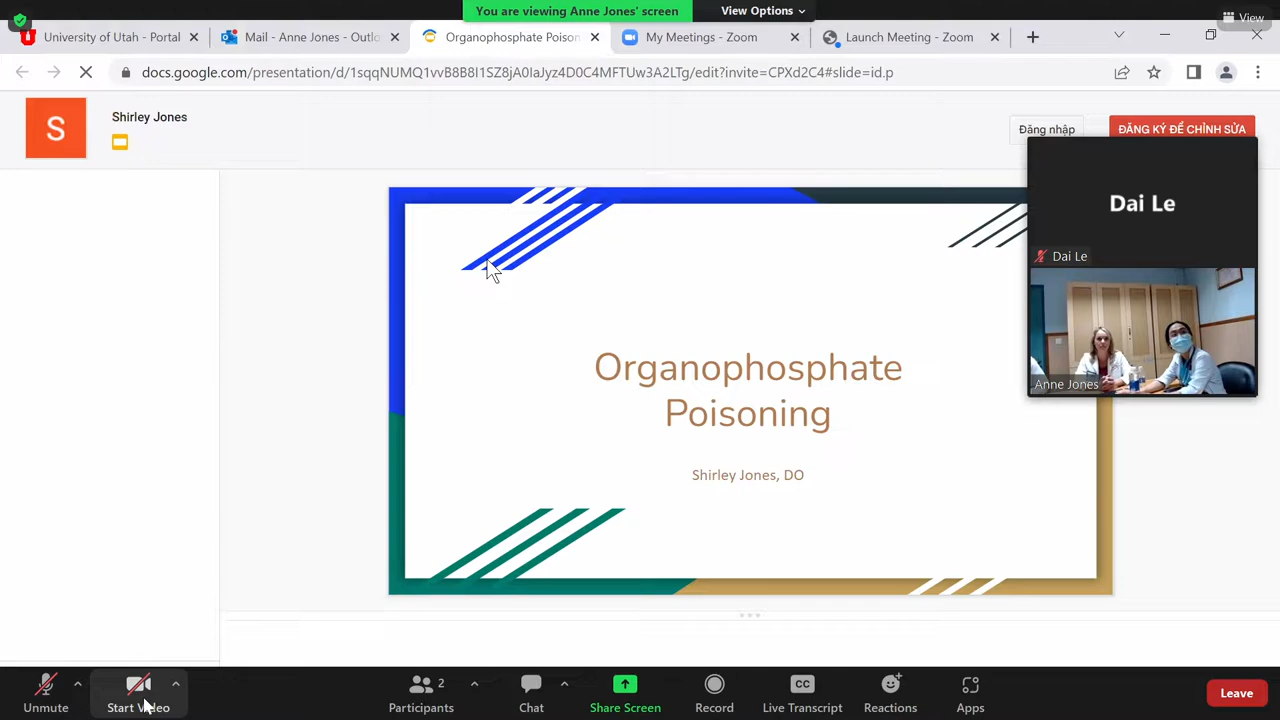 You are viewing Anne Jones' screen
View Options
View
University of Utah - Portal
Mail - Anne Jones - Outlo
Organophosphate Poison
My Meetings - Zoom
Launch Meeting - Zoom
docs.google.com/presentation/d/1sqqNUMQ1vvB8B8I1SZ8jA0laJyz4D0C4MFTUw3A2LTg/edit?invite=CPXd2C4#slide=id.p
S
Shirley Jones
Đăng nhập
ĐĂNG KÝ ĐỂ CHỈNH SỬA
Dai Le
Dai Le
Anne Jones
Organophosphate
Poisoning
Shirley Jones, DO
Unmute
Start Video
Participants
2
Chat
Share Screen
Record
CC
Live Transcript
Reactions
Apps
Leave